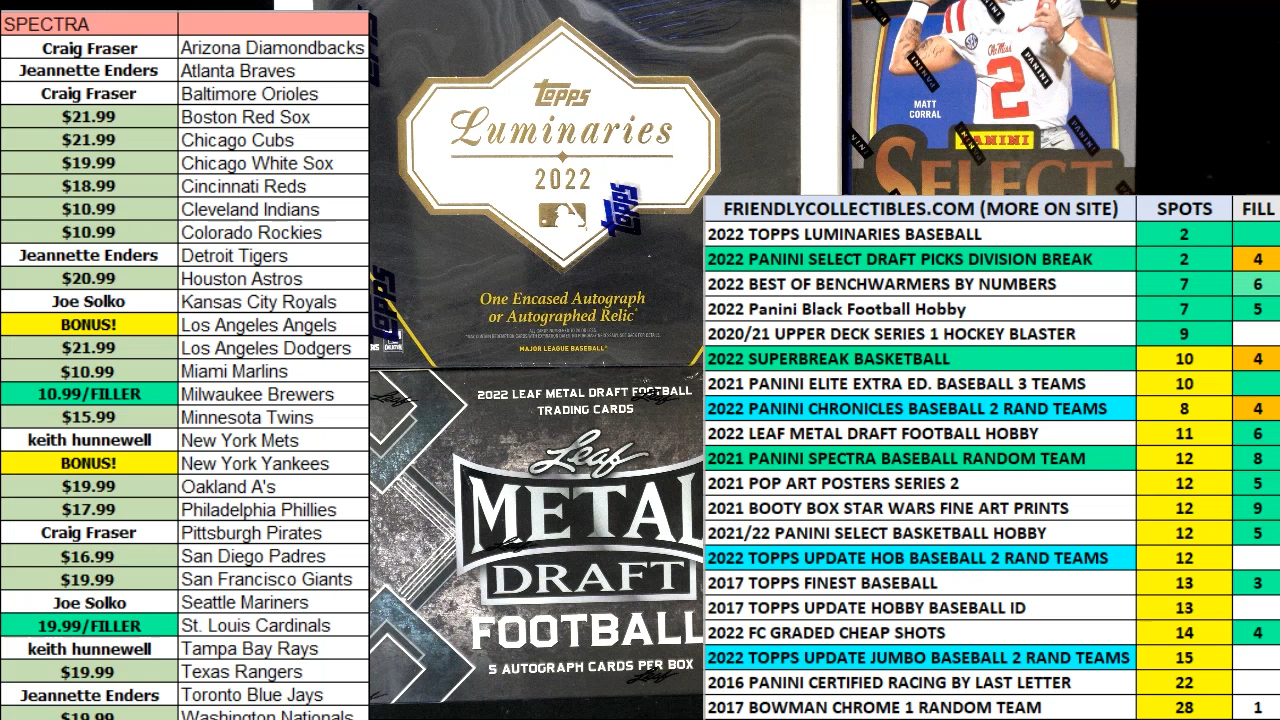 SPECTRA
Craig Fraser Arizona Diamondbacks
Jeannette Enders Atlanta Braves
Craig Fraser Baltimore Orioles
$21.99 Boston Red Sox
$21.99 Chicago Cubs
$19.99 Chicago White Sox
$18.99 Cincinnati Reds
$10.99 Cleveland Indians
$10.99 Colorado Rockies
Jeannette Enders Detroit Tigers
$20.99 Houston Astros
Joe Solko Kansas City Royals
BONUS! Los Angeles Angels
$21.99 Los Angeles Dodgers
$10.99 Miami Marlins
10.99/FILLER Milwaukee Brewers
$15.99 Minnesota Twins
keith hunnewell New York Mets
BONUS! New York Yankees
$19.99 Oakland A's
$17.99 Philadelphia Phillies
Craig Fraser Pittsburgh Pirates
$16.99 San Diego Padres
$19.99 San Francisco Giants
Joe Solko Seattle Mariners
19.99/FILLER St. Louis Cardinals
keith hunnewell Tampa Bay Rays
$19.99 Texas Rangers
Jeannette Enders Toronto Blue Jays
$19.99 Washington Nationals
Topps
Luminaries
2022
Topps
Topps
One Encased Autograph
or Autographed Relic*
MAJOR LEAGUE BASEBALL®
2022 LEAF METAL DRAFT FOOTBALL
TRADING CARDS
Leaf
METAL
DRAFT
FOOTBALL
5 AUTOGRAPH CARDS PER BOX
Leaf
Ole Miss
2
PANINI
PANINI
MATT
CORRAL
PANINI
SELECT
FRIENDLYCOLLECTIBLES.COM (MORE ON SITE) SPOTS FILL
2022 TOPPS LUMINARIES BASEBALL 2
2022 PANINI SELECT DRAFT PICKS DIVISION BREAK 2 4
2022 BEST OF BENCHWARMERS BY NUMBERS 7 6
2022 Panini Black Football Hobby 7 5
2020/21 UPPER DECK SERIES 1 HOCKEY BLASTER 9
2022 SUPERBREAK BASKETBALL 10 4
2021 PANINI ELITE EXTRA ED. BASEBALL 3 TEAMS 10
2022 PANINI CHRONICLES BASEBALL 2 RAND TEAMS 8 4
2022 LEAF METAL DRAFT FOOTBALL HOBBY 11 6
2021 PANINI SPECTRA BASEBALL RANDOM TEAM 12 8
2021 POP ART POSTERS SERIES 2 12 5
2021 BOOTY BOX STAR WARS FINE ART PRINTS 12 9
2021/22 PANINI SELECT BASKETBALL HOBBY 12 5
2022 TOPPS UPDATE HOB BASEBALL 2 RAND TEAMS 12
2017 TOPPS FINEST BASEBALL 13 3
2017 TOPPS UPDATE HOBBY BASEBALL ID 13
2022 FC GRADED CHEAP SHOTS 14 4
2022 TOPPS UPDATE JUMBO BASEBALL 2 RAND TEAMS 15
2016 PANINI CERTIFIED RACING BY LAST LETTER 22
2017 BOWMAN CHROME 1 RANDOM TEAM 28 1